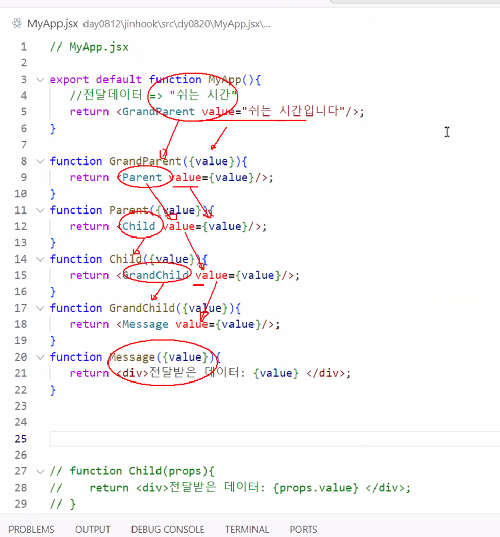 MyApp.jsx day0812\jinhook\src\dy0820\MyApp.jsx\...
1 // MyApp.jsx
2
3 export default function MyApp(){
4 //전달데이터 => "쉬는 시간"
5 return <GrandParent value="쉬는 시간입니다"/>;
6 }
7
8 function GrandParent({value}){
9 return <Parent value={value}/>;
10 }
11 function Parent({value}){
12 return <Child value={value}/>;
13 }
14 function Child({value}){
15 return <GrandChild value={value}/>;
16 }
17 function GrandChild({value}){
18 return <Message value={value}/>;
19 }
20 function Message({value}){
21 return <div>전달받은 데이터: {value} </div>;
22 }
23
24
25
26
27 // function Child(props){
28 // return <div>전달받은 데이터: {props.value} </div>;
29 // }
PROBLEMS OUTPUT DEBUG CONSOLE TERMINAL PORTS